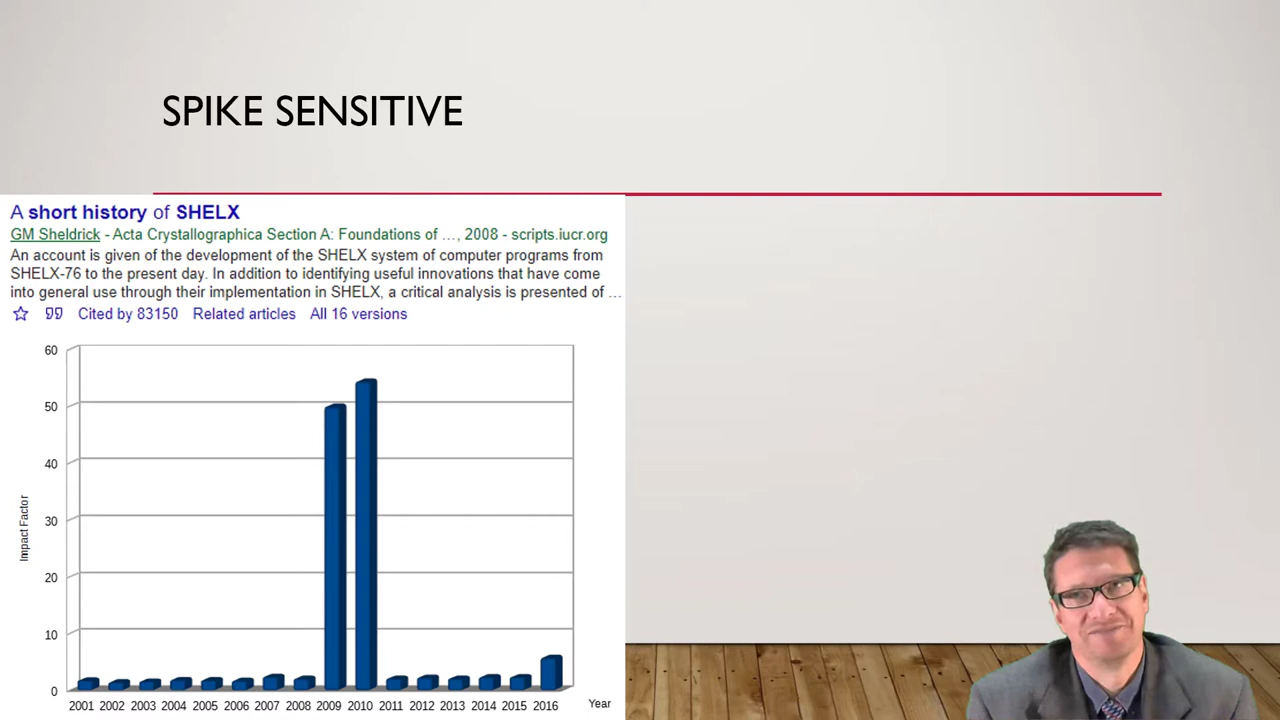 SPIKE SENSITIVE
A short history of SHELX
GM Sheldrick - Acta Crystallographica Section A: Foundations of ..., 2008 - scripts.iucr.org
An account is given of the development of the SHELX system of computer programs from
SHELX-76 to the present day. In addition to identifying useful innovations that have come
into general use through their implementation in SHELX, a critical analysis is presented of ...
Cited by 83150 Related articles All 16 versions
60
50
40
30
20
10
0
Impact Factor
2001 2002 2003 2004 2005 2006 2007 2008 2009 2010 2011 2012 2013 2014 2015 2016 Year